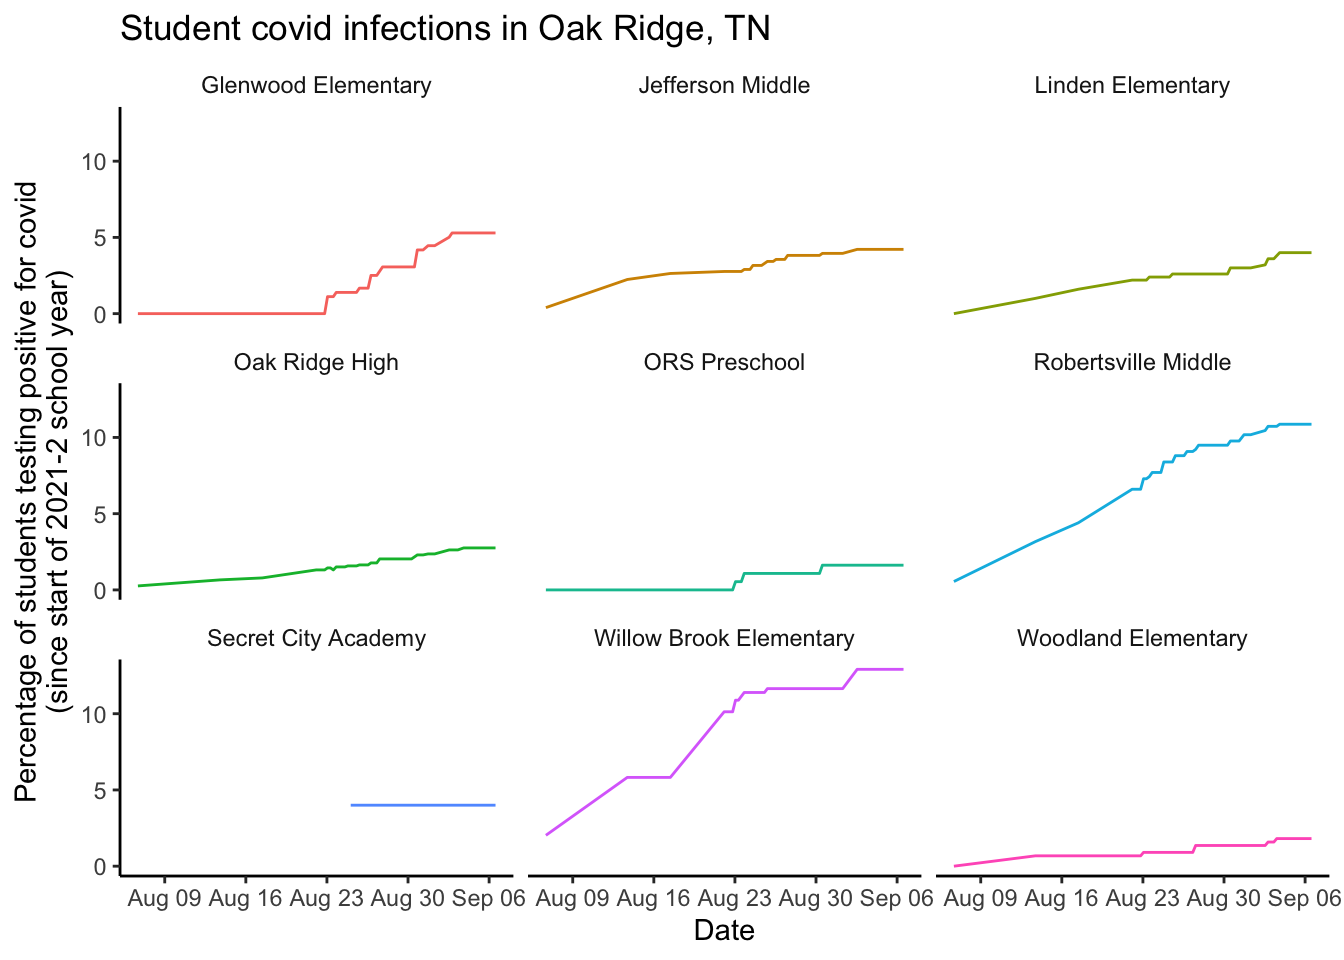 Student covid infections in Oak Ridge, TN
Percentage of students testing positive for covid
(since start of 2021-2 school year)
Glenwood Elementary
Jefferson Middle
Linden Elementary
10
5
0
Oak Ridge High
ORS Preschool
Robertsville Middle
10
5
0
Secret City Academy
Willow Brook Elementary
Woodland Elementary
10
5
0
Aug 09 Aug 16 Aug 23 Aug 30 Sep 06
Aug 09 Aug 16 Aug 23 Aug 30 Sep 06
Aug 09 Aug 16 Aug 23 Aug 30 Sep 06
Date